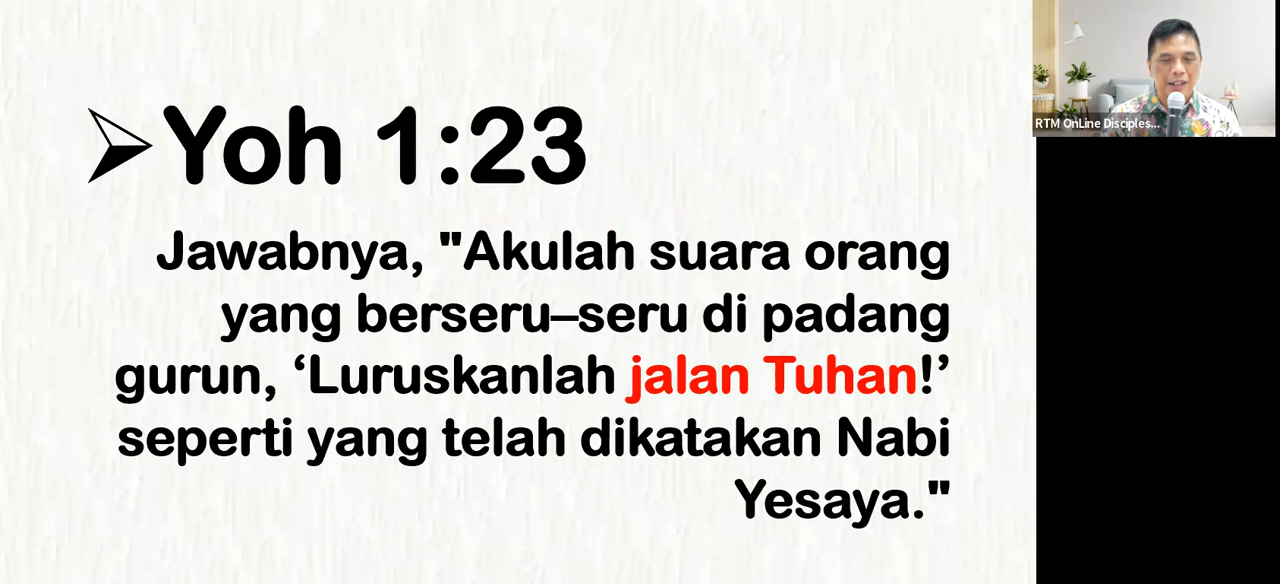 Yoh 1:23
Jawabnya, "Akulah suara orang
yang berseru–seru di padang
gurun, ‘Luruskanlah jalan Tuhan!’
seperti yang telah dikatakan Nabi
Yesaya."
RTM OnLine Disciples...